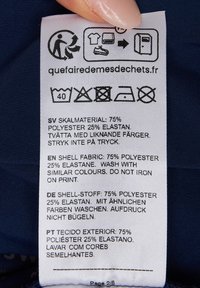 quefairedemesdechets.fr
40
SV SKALMATERIAL: 75%
POLYESTER 25% ELASTAN.
TVÄTTA MED LIKNANDE FÄRGER.
STRYK INTE PÅ TRYCK.
EN SHELL FABRIC: 75% POLYESTER
25% ELASTANE. WASH WITH
SIMILAR COLOURS. DO NOT IRON
ON PRINT.
DE SHELL-STOFF: 75% POLYESTER
25% ELASTAN. MIT ÄHNLICHEN
FARBEN WASCHEN. AUFDRUCK
NICHT BÜGELN.
PT TECIDO EXTERIOR: 75%
POLIÉSTER 25% ELASTANO.
LAVAR COM CORES
SEMELHANTES.
Page 2/8